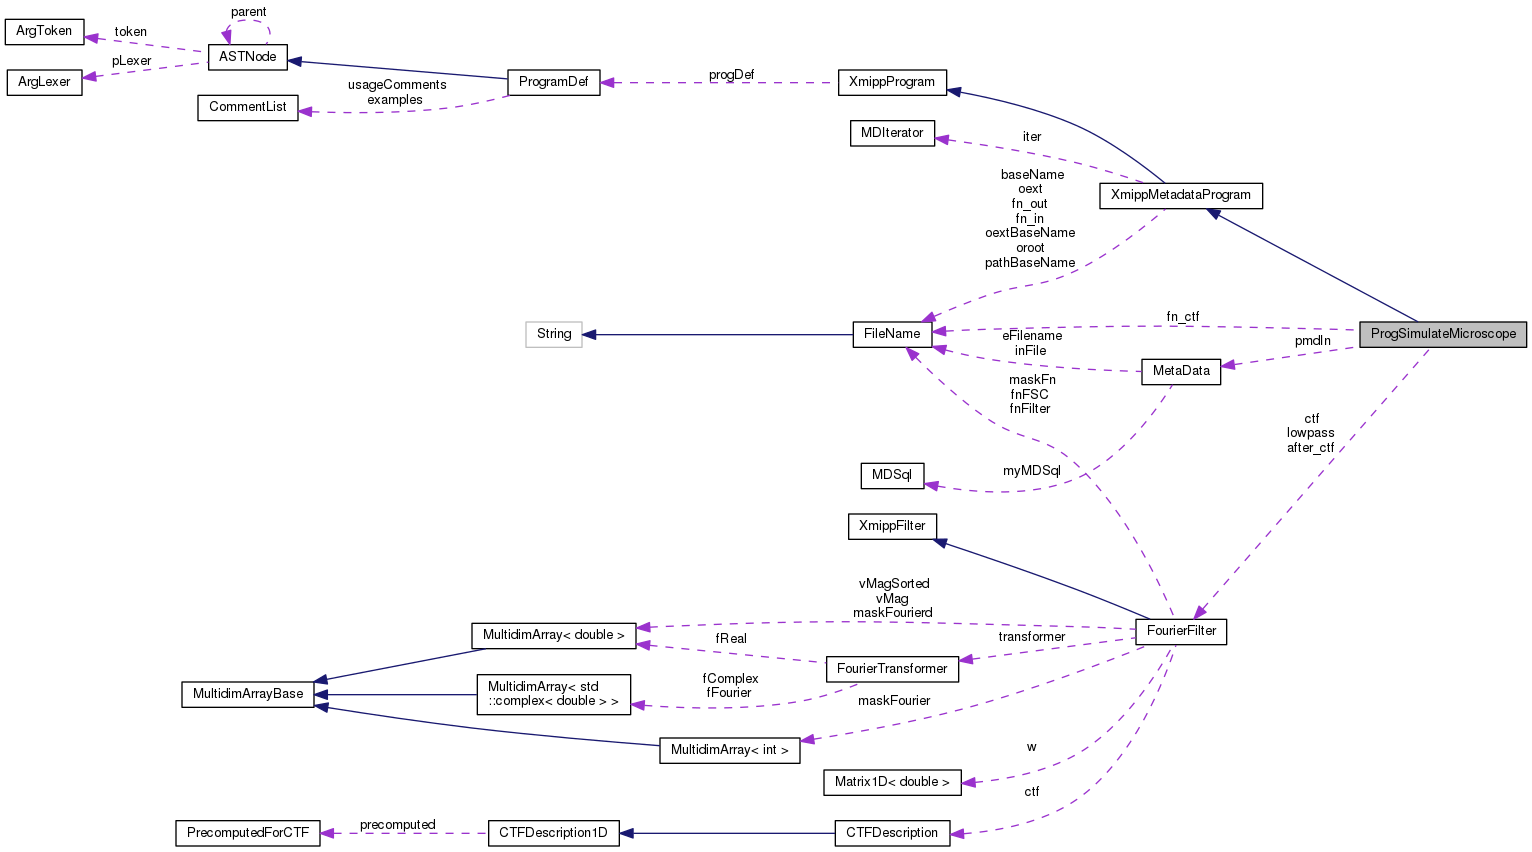 parent
ArgToken
token
ASTNode
pLexer
ArgLexer
ProgramDef
progDef
XmippProgram
usageComments
examples
CommentList
MDIterator
iter
XmippMetadataProgram
baseName
oext
fn_out
fn_in
oextBaseName
oroot
pathBaseName
String
FileName
fn_ctf
ProgSimulateMicroscope
eFilename
inFile
pmdIn
MetaData
maskFn
fnFSC
fnFilter
ctf
lowpass
after_ctf
MDSql
myMDSql
XmippFilter
vMagSorted
vMag
maskFourierd
FourierFilter
MultidimArray< double >
fReal
transformer
FourierTransformer
MultidimArrayBase
MultidimArray< std
::complex< double > >
fComplex
fFourier
maskFourier
MultidimArray< int >
w
Matrix1D< double >
ctf
PrecomputedForCTF
precomputed
CTFDescription1D
CTFDescription